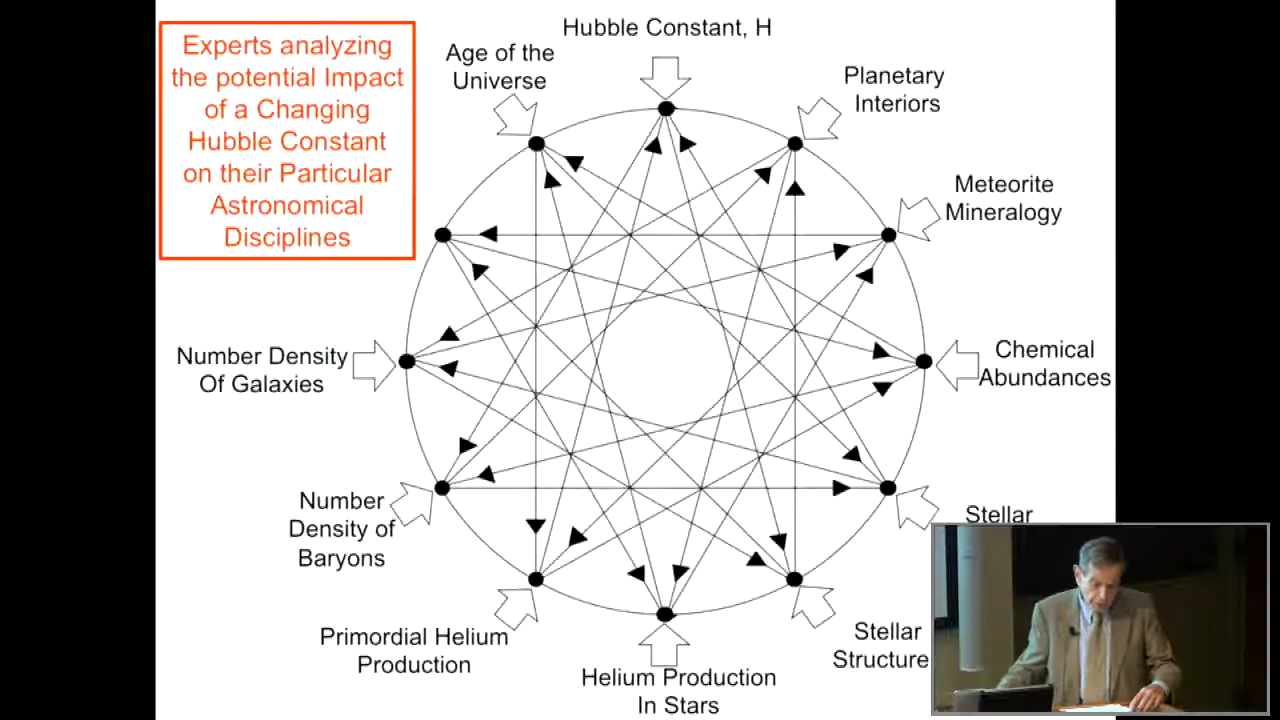 Experts analyzing
the potential Impact
of a Changing
Hubble Constant
on their Particular
Astronomical
Disciplines
Hubble Constant, H
Age of the
Universe
Planetary
Interiors
Meteorite
Mineralogy
Number Density
Of Galaxies
Chemical
Abundances
Number
Density of
Baryons
Stellar
Primordial Helium
Production
Helium Production
In Stars
Stellar
Structure